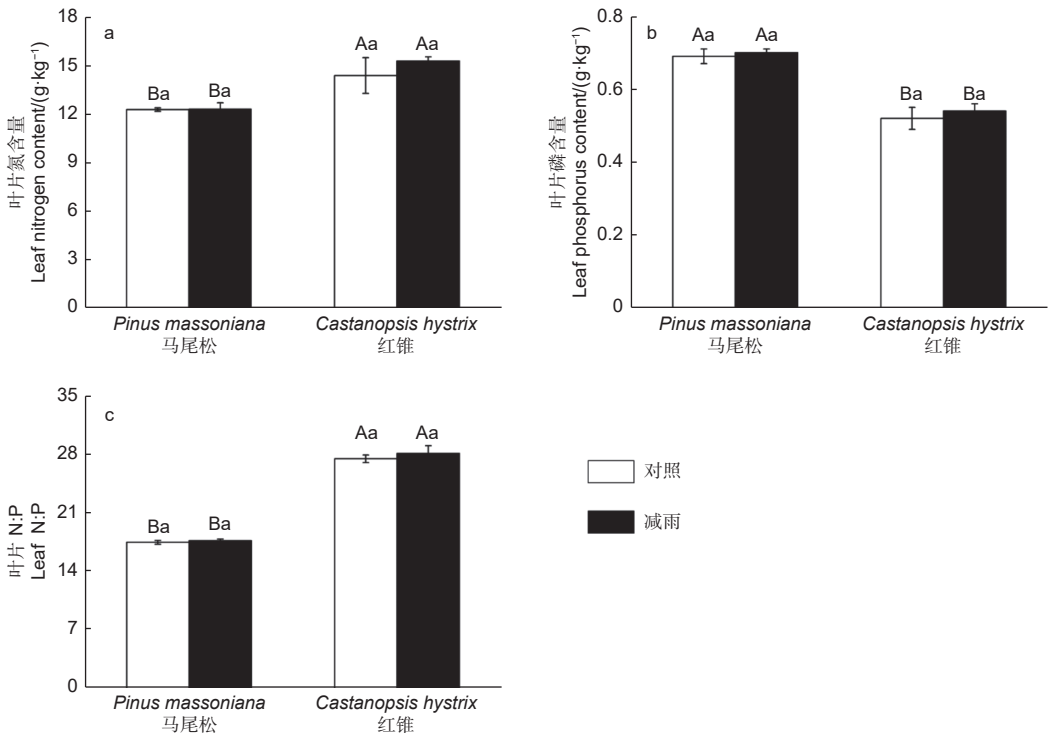 叶片氮含量
Leaf nitrogen content/(g·kg⁻¹)
18
15
12
9
6
3
0
a
Ba
Ba
Aa
Aa
Pinus massoniana
马尾松
Castanopsis hystrix
红锥
叶片磷含量
Leaf phosphorus content/(g·kg⁻¹)
0.8
0.6
0.4
0.2
0
b
Aa
Aa
Ba
Ba
Pinus massoniana
马尾松
Castanopsis hystrix
红锥
叶片 N:P
Leaf N:P
35
28
21
14
7
0
c
Ba
Ba
Aa
Aa
Pinus massoniana
马尾松
Castanopsis hystrix
红锥
对照
减雨